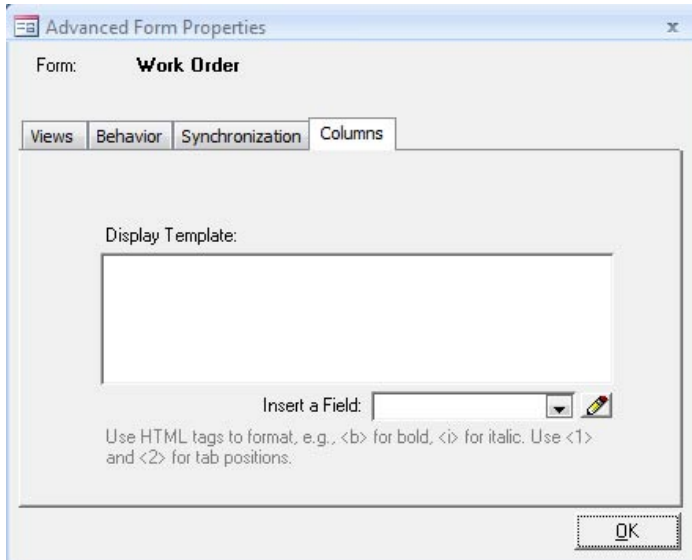 Advanced Form Properties x
Form: Work Order
Views Behavior Synchronization Columns
Display Template:
Insert a Field:
Use HTML tags to format, e.g., <b> for bold, <i> for italic. Use <1>
and <2> for tab positions.
OK